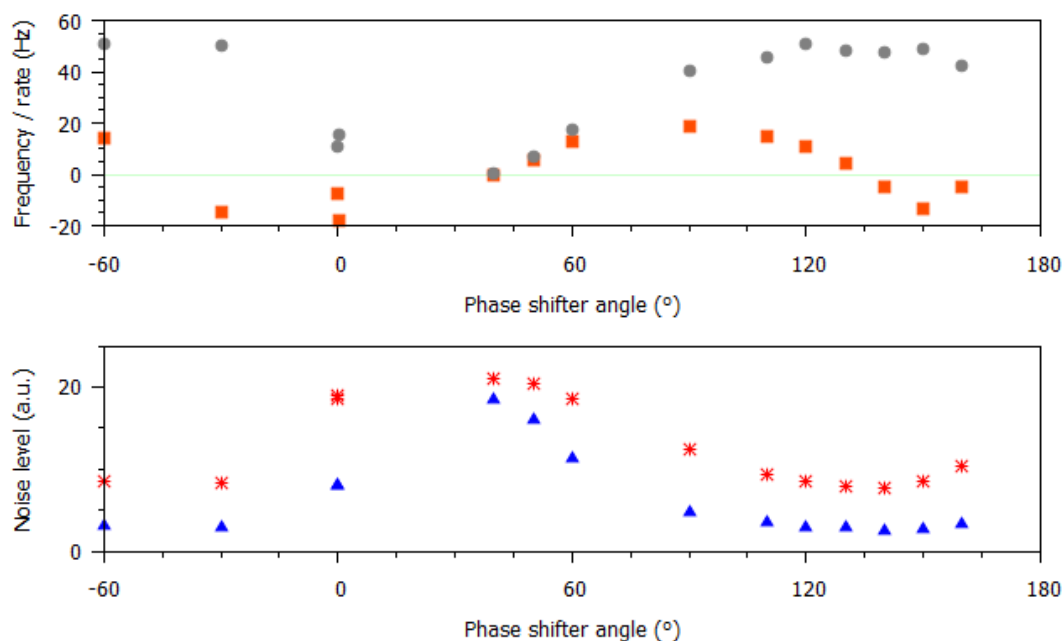 Frequency / rate (Hz)
60
40
20
0
-20
-60 0 60 120 180
Phase shifter angle (°)
Noise level (a.u.)
20
0
-60 0 60 120 180
Phase shifter angle (°)